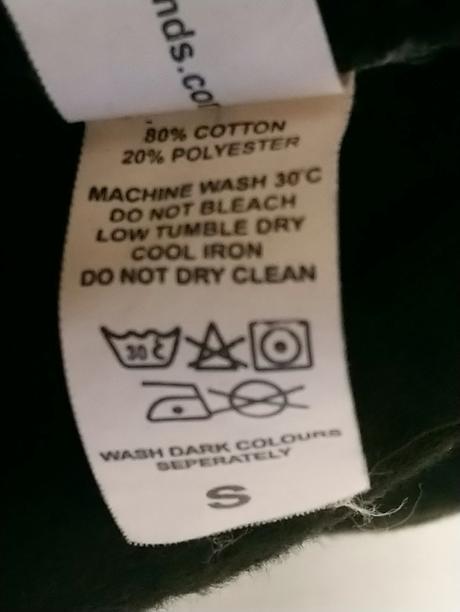 nds.co
80% COTTON
20% POLYESTER
MACHINE WASH 30°C
DO NOT BLEACH
LOW TUMBLE DRY
COOL IRON
DO NOT DRY CLEAN
30°C
WASH DARK COLOURS
SEPERATELY
S